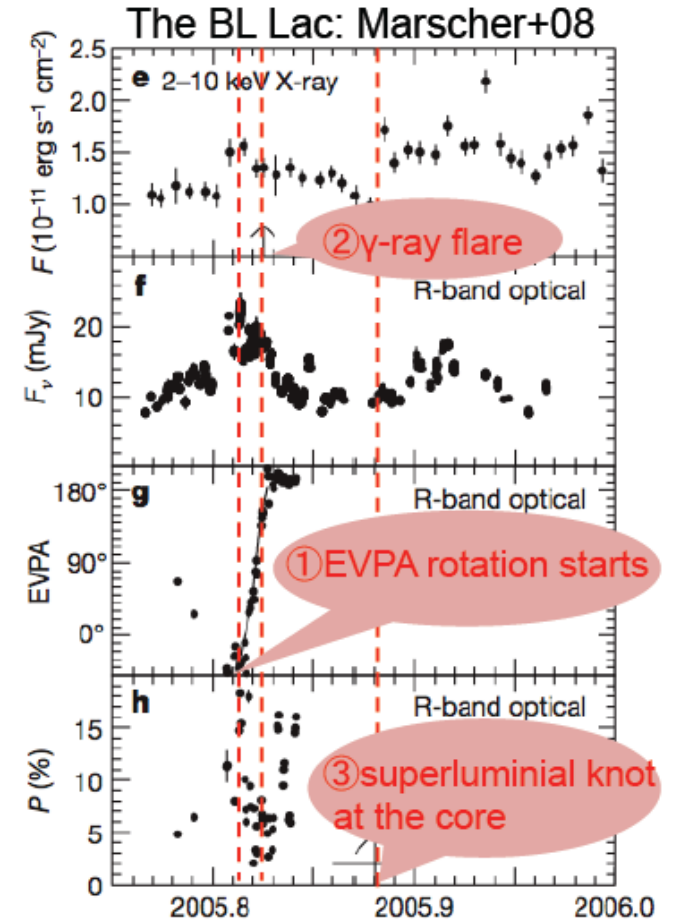 The BL Lac: Marscher+08
e 2–10 keV X-ray
F (10⁻¹¹ erg s⁻¹ cm⁻²)
2.5
2.0
1.5
1.0
②γ-ray flare
f
R-band optical
Fν (mJy)
20
10
g
R-band optical
EVPA
180°
90°
0°
①EVPA rotation starts
h
R-band optical
P (%)
15
10
5
0
③superluminial knot
at the core
2005.8
2005.9
2006.0